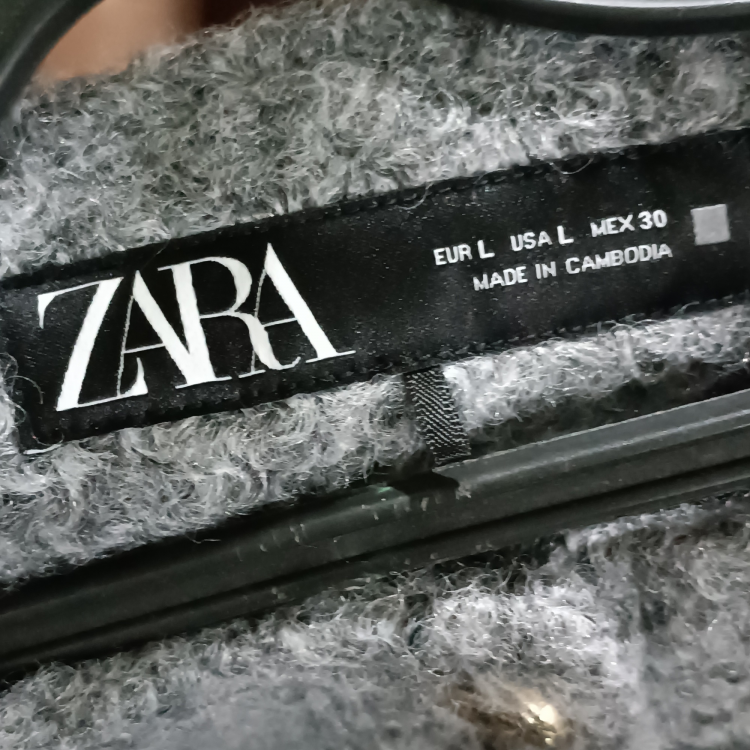 ZARA
EUR L USA L MEX 30
MADE IN CAMBODIA